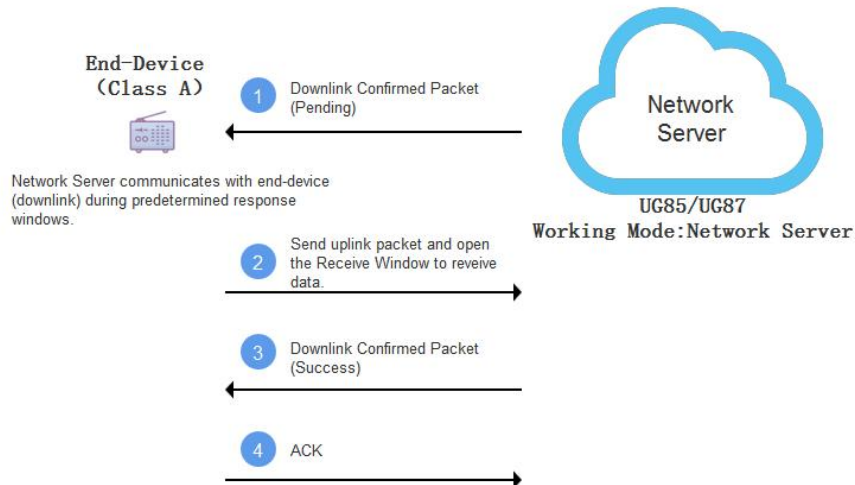 End-Device
(Class A)
1
Downlink Confirmed Packet
(Pending)
Network
Server
Network Server communicates with end-device
(downlink) during predetermined response
windows.
UG85/UG87
Working Mode:Network Server
2
Send uplink packet and open
the Receive Window to reveive
data.
3
Downlink Confirmed Packet
(Success)
4
ACK